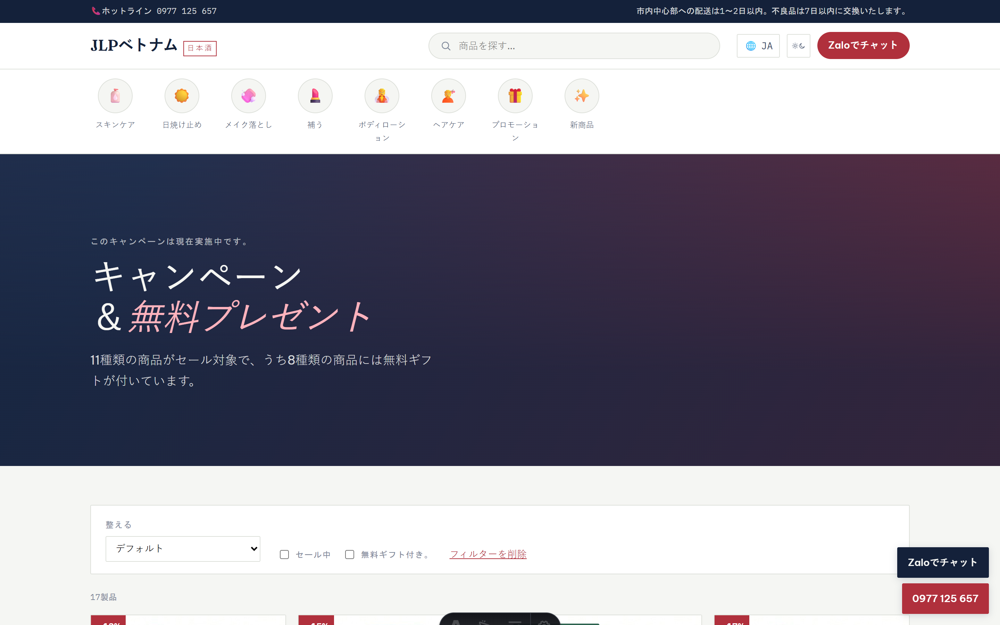 ホットライン 0977 125 657
市内中心部への配送は1〜2日以内。不良品は7日以内に交換いたします。
JLPベトナム
日本酒
商品を探す...
JA
Zaloでチャット
スキンケア
日焼け止め
メイク落とし
補う
ボディローシ
ョン
ヘアケア
プロモーショ
ン
新商品
このキャンペーンは現在実施中です。
キャンペーン
& 無料プレゼント
11種類の商品がセール対象で、うち8種類の商品には無料ギフ
トが付いています。
整える
デフォルト
セール中
無料ギフト付き。
フィルターを削除
Zaloでチャット
17製品
0977 125 657